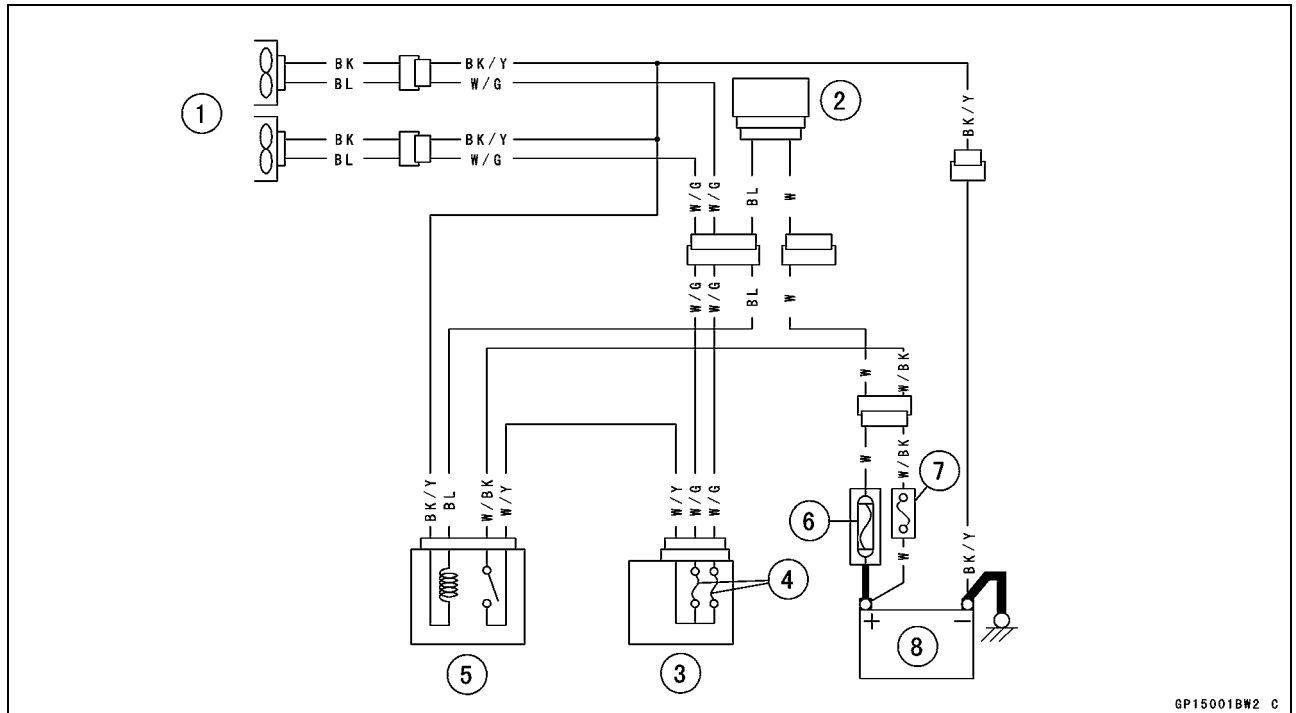 BK BK/Y
BL W/G
1
2
BK BK/Y
BL W/G
BK/Y
W/G W/G BL W
W/G W/G BL W
W W/BK
W W/BK
7
6
W
BK/Y
BK/Y BL W/BK W/Y
W/Y W/G W/G
4
+ −
8
5
3
GP15001BW2 C